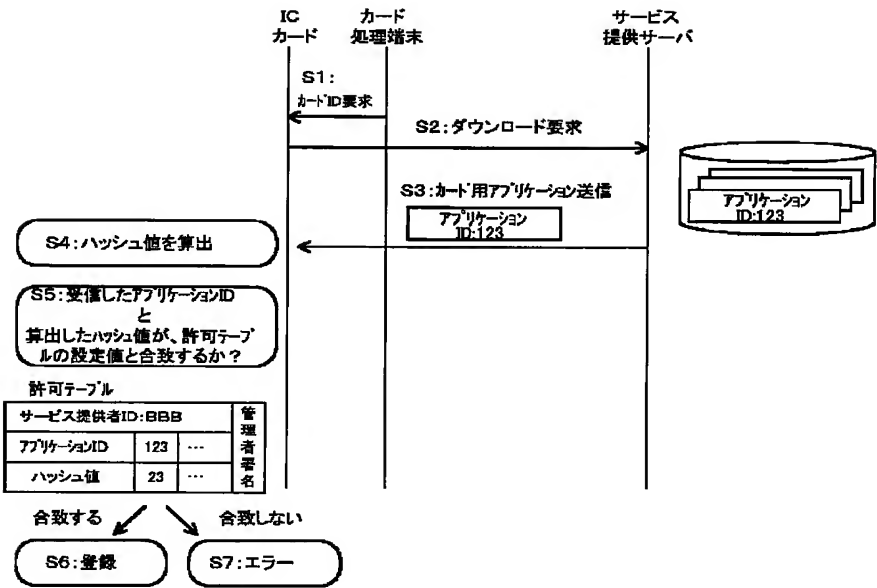 IC
カード
カード
処理端末
サービス
提供サーバ
S1:
カードID要求
S2:ダウンロード要求
S3:カード用アプリケーション送信
アプリケーション
ID:123
アプリケーション
ID:123
S4:ハッシュ値を算出
S5:受信したアプリケーションID
と
算出したハッシュ値が、許可テーブ
ルの設定値と合致するか?
許可テーブル
サービス提供者ID:BBB
管理者署名
アプリケーションID 123 …
ハッシュ値 23 …
合致する
合致しない
S6:登録
S7:エラー